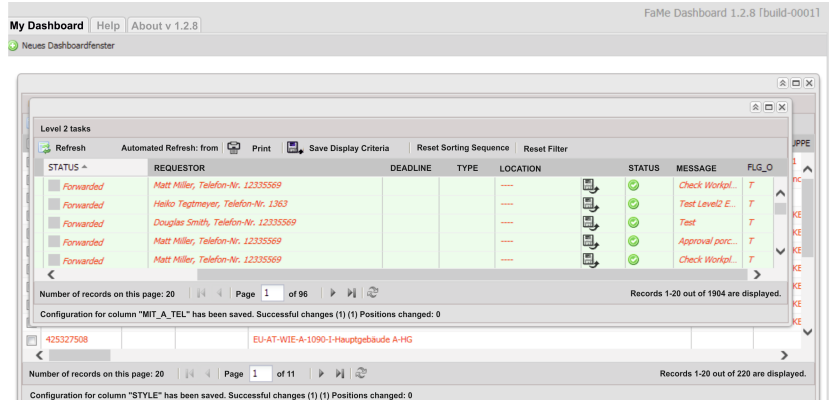 FaMe Dashboard 1.2.8 [build-0001]
My Dashboard Help About v 1.2.8
Neues Dashboardfenster
Level 2 tasks
Refresh Automated Refresh: from Print Save Display Criteria Reset Sorting Sequence Reset Filter
STATUS REQUESTOR DEADLINE TYPE LOCATION STATUS MESSAGE FLG_O
Forwarded Matt Miller, Telefon-Nr. 12335569 ---- Check Workpl... T
Forwarded Heiko Tegtmeyer, Telefon-Nr. 1363 ---- Test Level2 E... T
Forwarded Douglas Smith, Telefon-Nr. 12335569 ---- Test T
Forwarded Matt Miller, Telefon-Nr. 12335569 ---- Approval porc... T
Forwarded Matt Miller, Telefon-Nr. 12335569 ---- Check Workpl... T
Number of records on this page: 20 Page 1 of 96 Records 1-20 out of 1904 are displayed.
Configuration for column "MIT_A_TEL" has been saved. Successful changes (1) (1) Positions changed: 0
425327508 EU-AT-WIE-A-1090-I-Hauptgebäude A-HG
Number of records on this page: 20 Page 1 of 11 Records 1-20 out of 220 are displayed.
Configuration for column "STYLE" has been saved. Successful changes (1) (1) Positions changed: 0